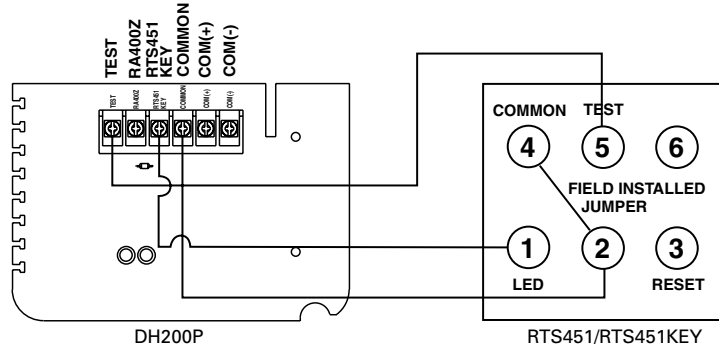 TEST
RA400Z
RTS451
KEY
COMMON
COM(+)
COM(-)
TEST
RA400Z
RTS451
KEY
COMMON
COM(+)
COM(-)
COMMON
TEST
4
5
6
FIELD INSTALLED
JUMPER
1
2
3
LED
RESET
DH200P
RTS451/RTS451KEY